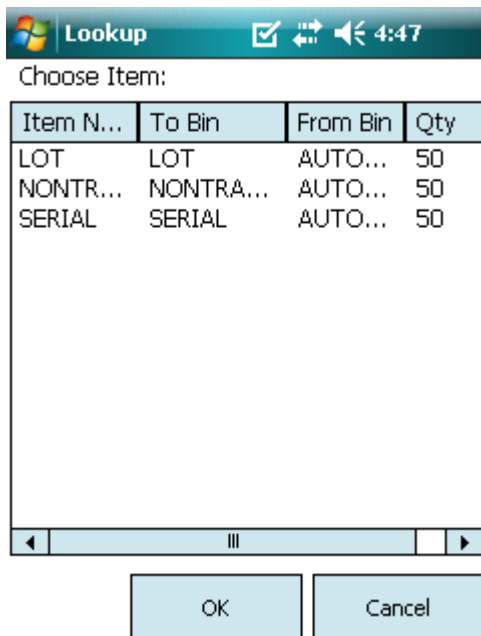 Lookup 4:47
Choose Item:
Item N... To Bin From Bin Qty
LOT LOT AUTO... 50
NONTR... NONTRA... AUTO... 50
SERIAL SERIAL AUTO... 50
OK Cancel